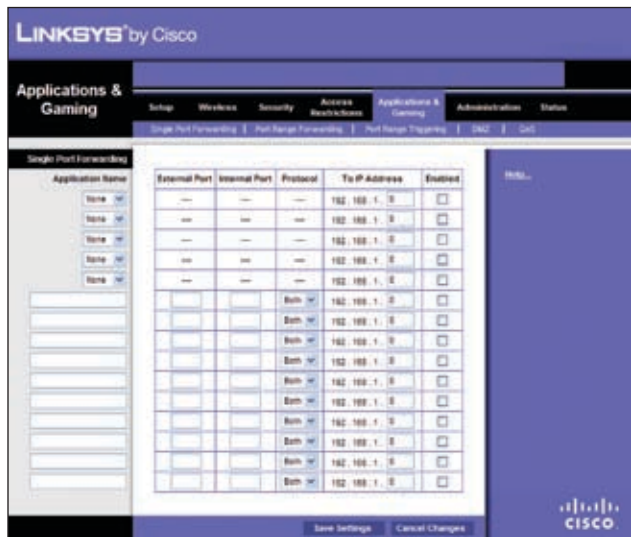 LINKSYS® by Cisco
Applications & Gaming
Setup Wireless Security Access Restrictions Applications & Gaming Administration Status
Single Port Forwarding | Port Range Forwarding | Port Range Triggering | DMZ | QoS
Single Port Forwarding
Application Name
External Port Internal Port Protocol To IP Address Enabled
Help...
None --- --- --- 192 . 168 . 1 . 0
None --- --- --- 192 . 168 . 1 . 0
None --- --- --- 192 . 168 . 1 . 0
None --- --- --- 192 . 168 . 1 . 0
None --- --- --- 192 . 168 . 1 . 0
Both 192 . 168 . 1 . 0
Both 192 . 168 . 1 . 0
Both 192 . 168 . 1 . 0
Both 192 . 168 . 1 . 0
Both 192 . 168 . 1 . 0
Both 192 . 168 . 1 . 0
Both 192 . 168 . 1 . 0
Both 192 . 168 . 1 . 0
Both 192 . 168 . 1 . 0
Both 192 . 168 . 1 . 0
Save Settings Cancel Changes
CISCO